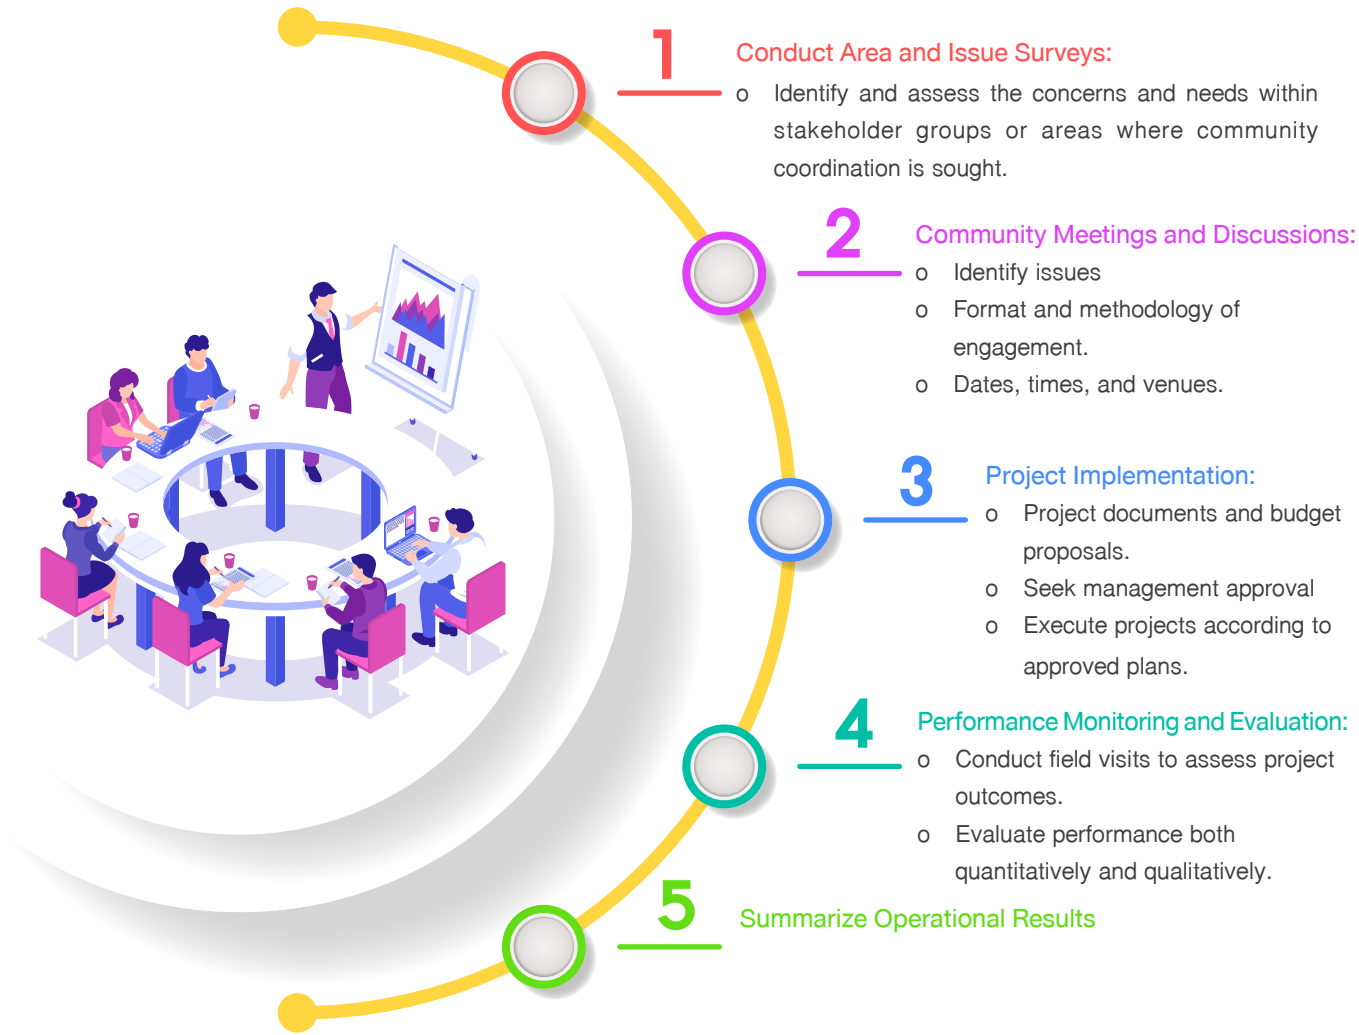 1
Conduct Area and Issue Surveys:
o Identify and assess the concerns and needs within
stakeholder groups or areas where community
coordination is sought.
2
Community Meetings and Discussions:
o Identify issues
o Format and methodology of
engagement.
o Dates, times, and venues.
3
Project Implementation:
o Project documents and budget
proposals.
o Seek management approval
o Execute projects according to
approved plans.
4
Performance Monitoring and Evaluation:
o Conduct field visits to assess project
outcomes.
o Evaluate performance both
quantitatively and qualitatively.
5
Summarize Operational Results